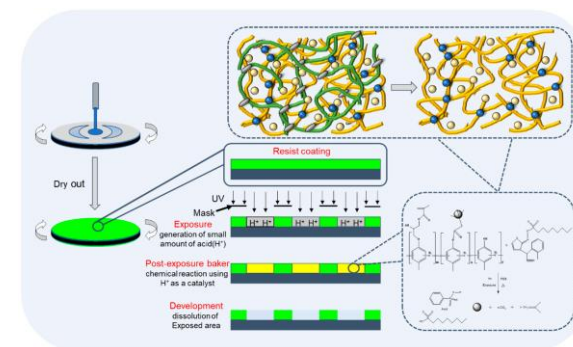 Dry out
Resist coating
UV
Mask
Exposure
generation of small
amount of acid(H⁺)
H⁺ H⁺
H⁺ H⁺
H⁺ H⁺
Post-exposure baker
chemical reaction using
H⁺ as a catalyst
Development
dissolution of
Exposed area